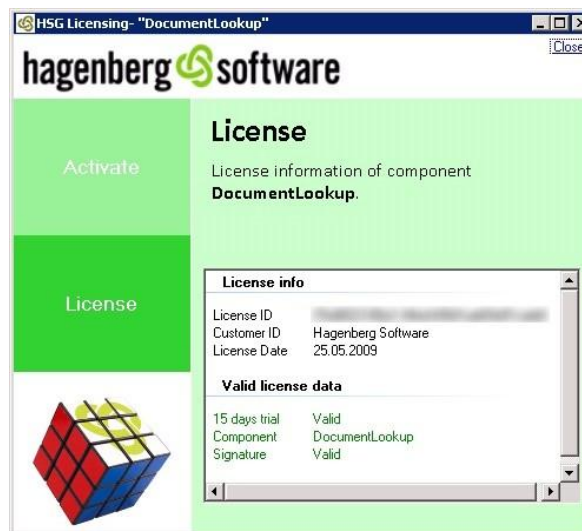 HSG Licensing- "DocumentLookup"
Close
hagenberg software
Activate
License
License
License information of component
DocumentLookup.
License info
License ID
Customer ID Hagenberg Software
License Date 25.05.2009
Valid license data
15 days trial Valid
Component DocumentLookup
Signature Valid